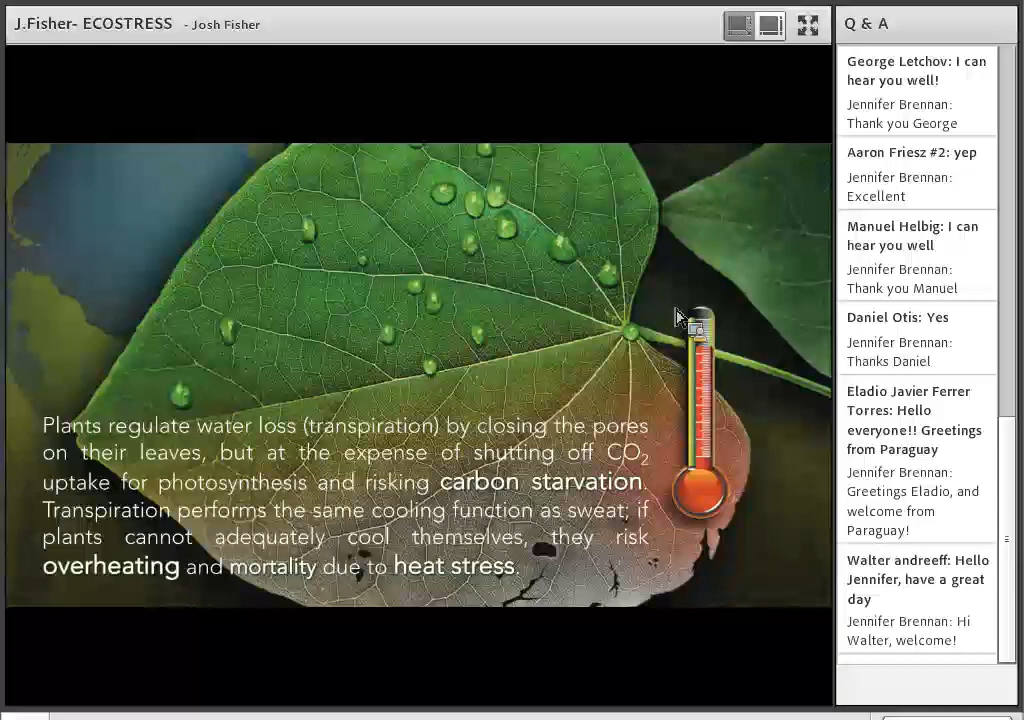 J.Fisher- ECOSTRESS - Josh Fisher
Plants regulate water loss (transpiration) by closing the pores
on their leaves, but at the expense of shutting off CO₂
uptake for photosynthesis and risking carbon starvation.
Transpiration performs the same cooling function as sweat; if
plants cannot adequately cool themselves, they risk
overheating and mortality due to heat stress.
Q & A
George Letchov: I can
hear you well!
Jennifer Brennan:
Thank you George
Aaron Friesz #2: yep
Jennifer Brennan:
Excellent
Manuel Helbig: I can
hear you well
Jennifer Brennan:
Thank you Manuel
Daniel Otis: Yes
Jennifer Brennan:
Thanks Daniel
Eladio Javier Ferrer
Torres: Hello
everyone!! Greetings
from Paraguay
Jennifer Brennan:
Greetings Eladio, and
welcome from
Paraguay!
Walter andreeff: Hello
Jennifer, have a great
day
Jennifer Brennan: Hi
Walter, welcome!